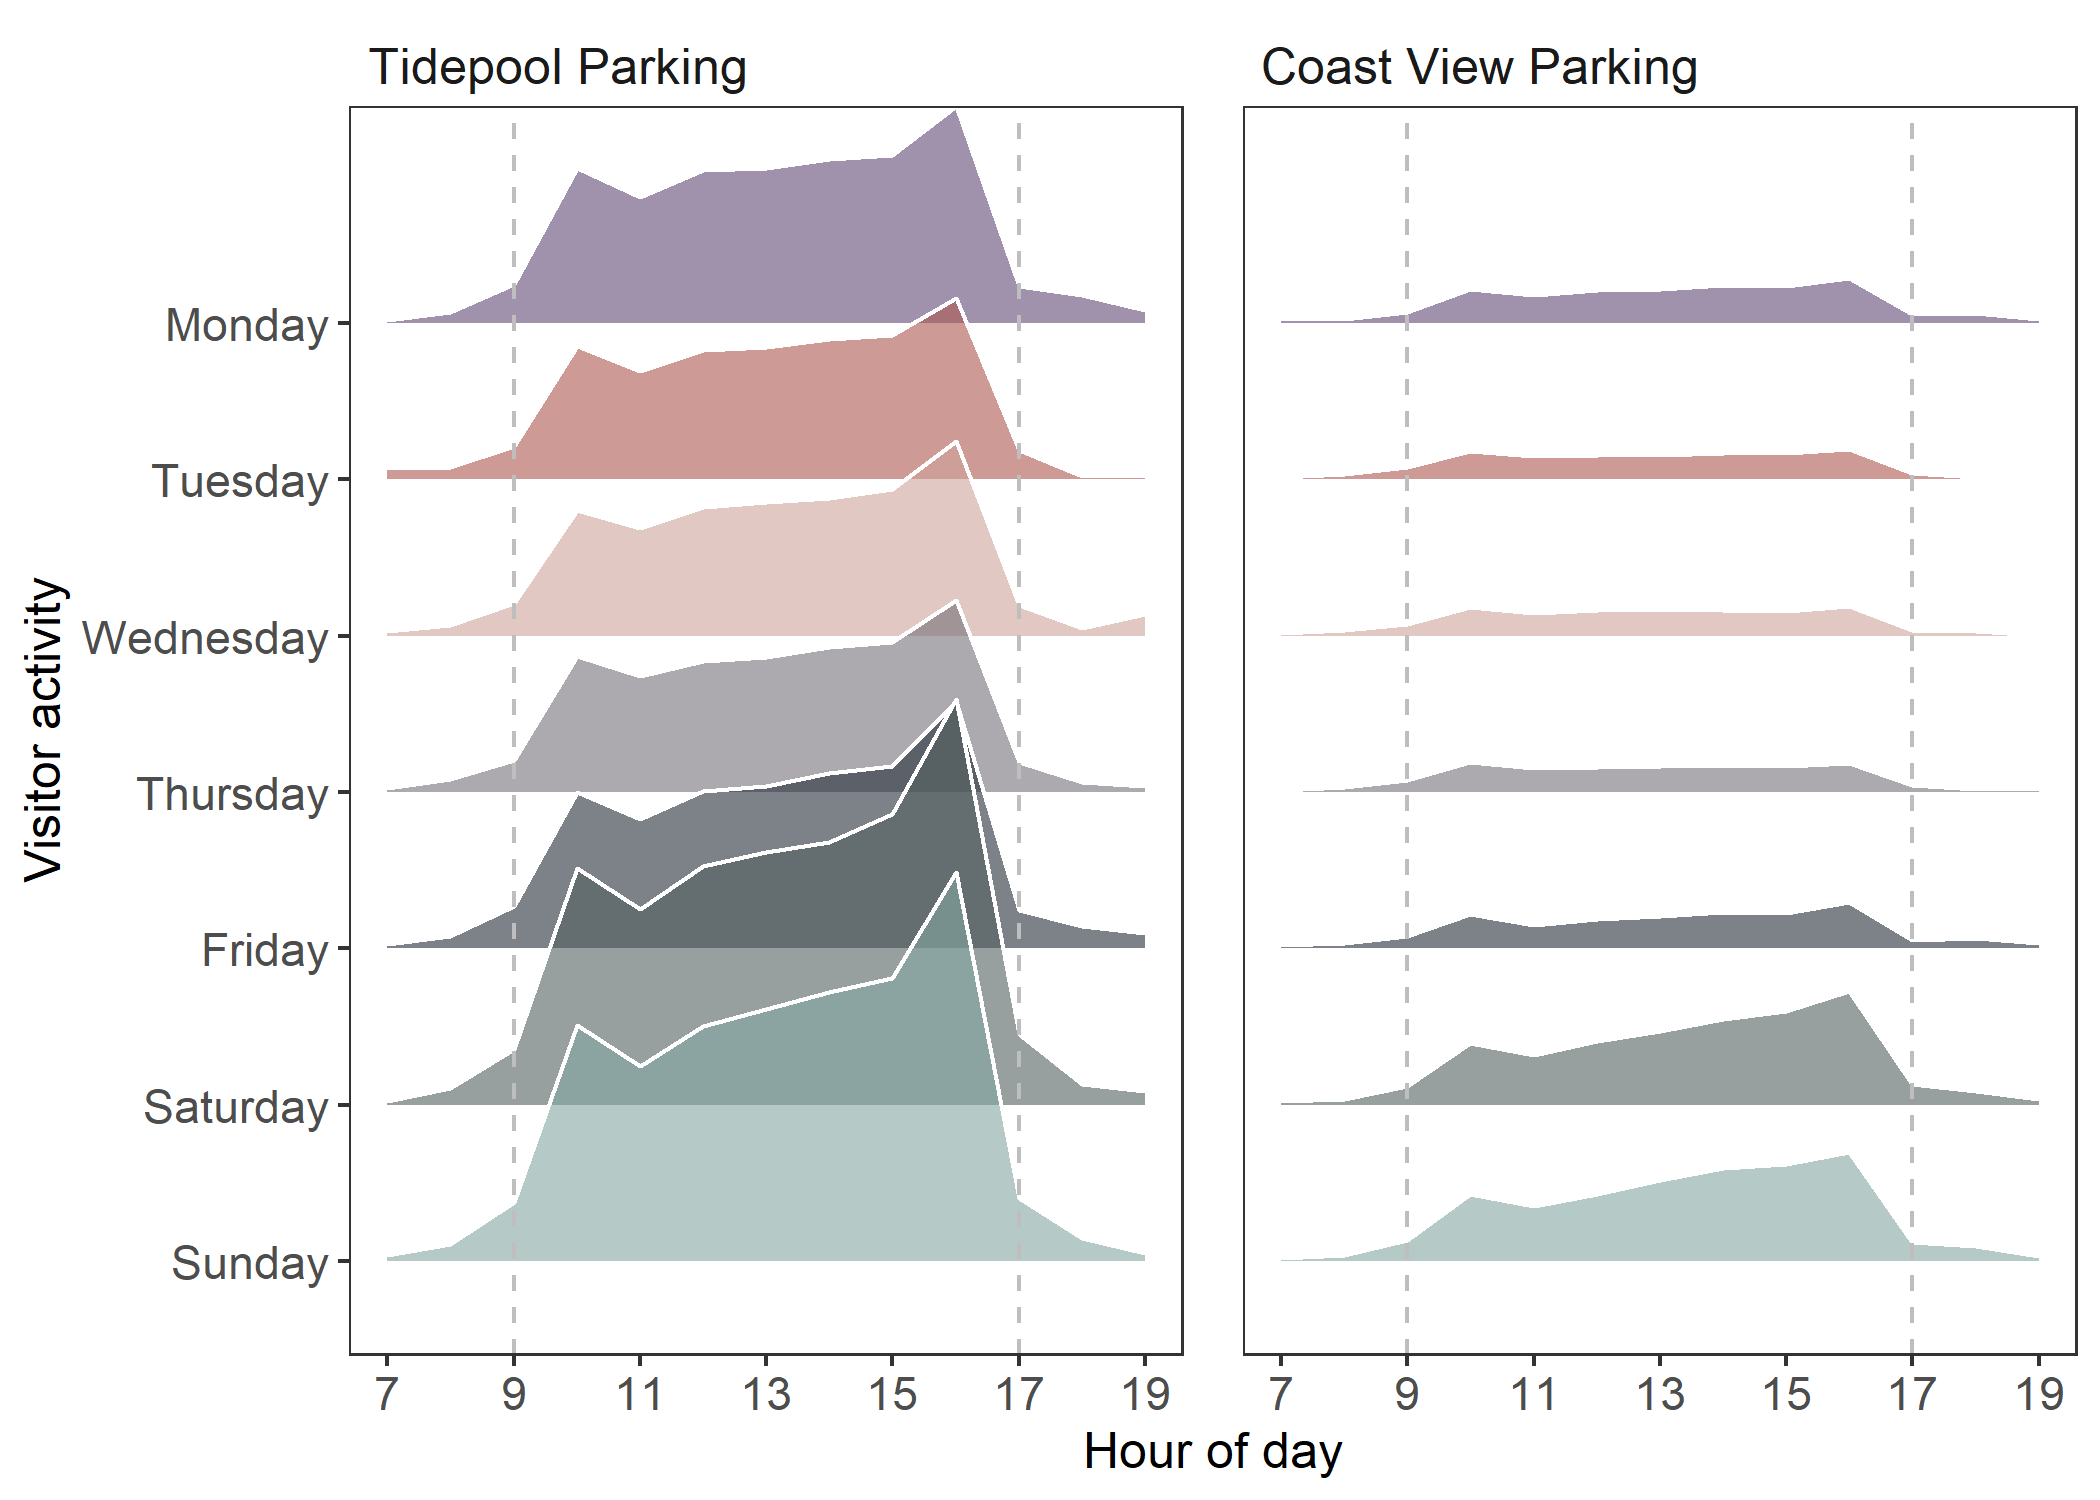 Tidepool Parking
Coast View Parking
Visitor activity
Monday
Tuesday
Wednesday
Thursday
Friday
Saturday
Sunday
7 9 11 13 15 17 19
7 9 11 13 15 17 19
Hour of day